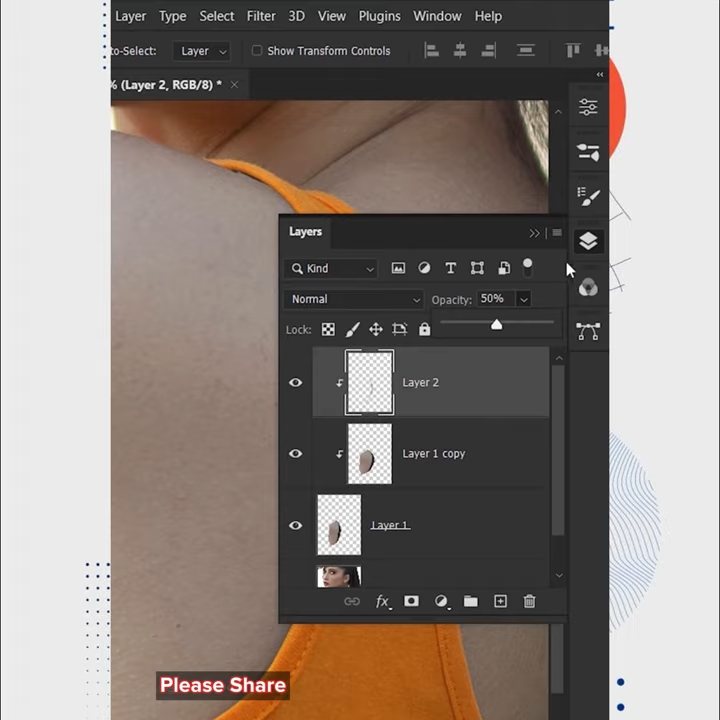 Layer Type Select Filter 3D View Plugins Window Help
to-Select: Layer Show Transform Controls
% (Layer 2, RGB/8) *
Layers
Kind
Normal Opacity: 50%
Lock:
Layer 2
Layer 1 copy
Layer 1
fx
Please Share